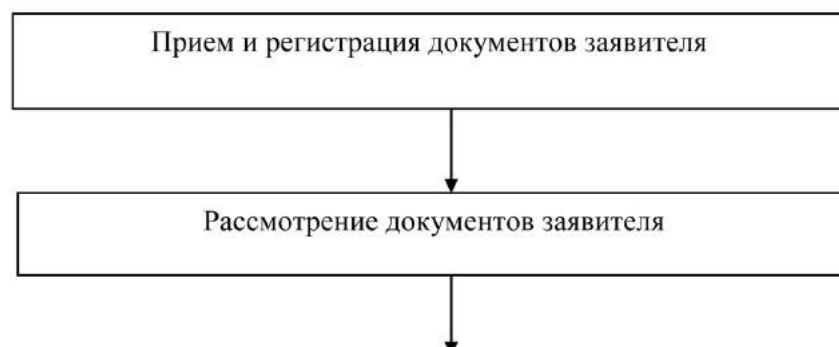 Прием и регистрация документов заявителя
Рассмотрение документов заявителя